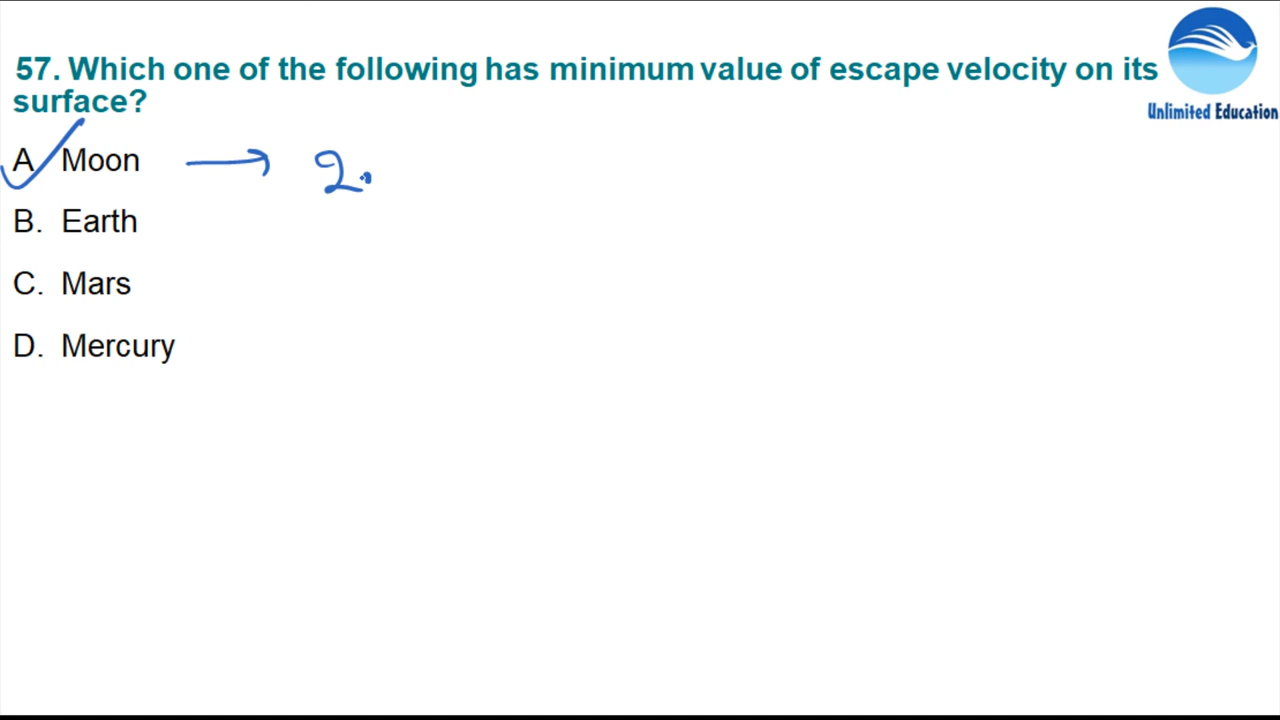 57. Which one of the following has minimum value of escape velocity on its
surface?
Unlimited Education
A Moon → 2.
B. Earth
C. Mars
D. Mercury